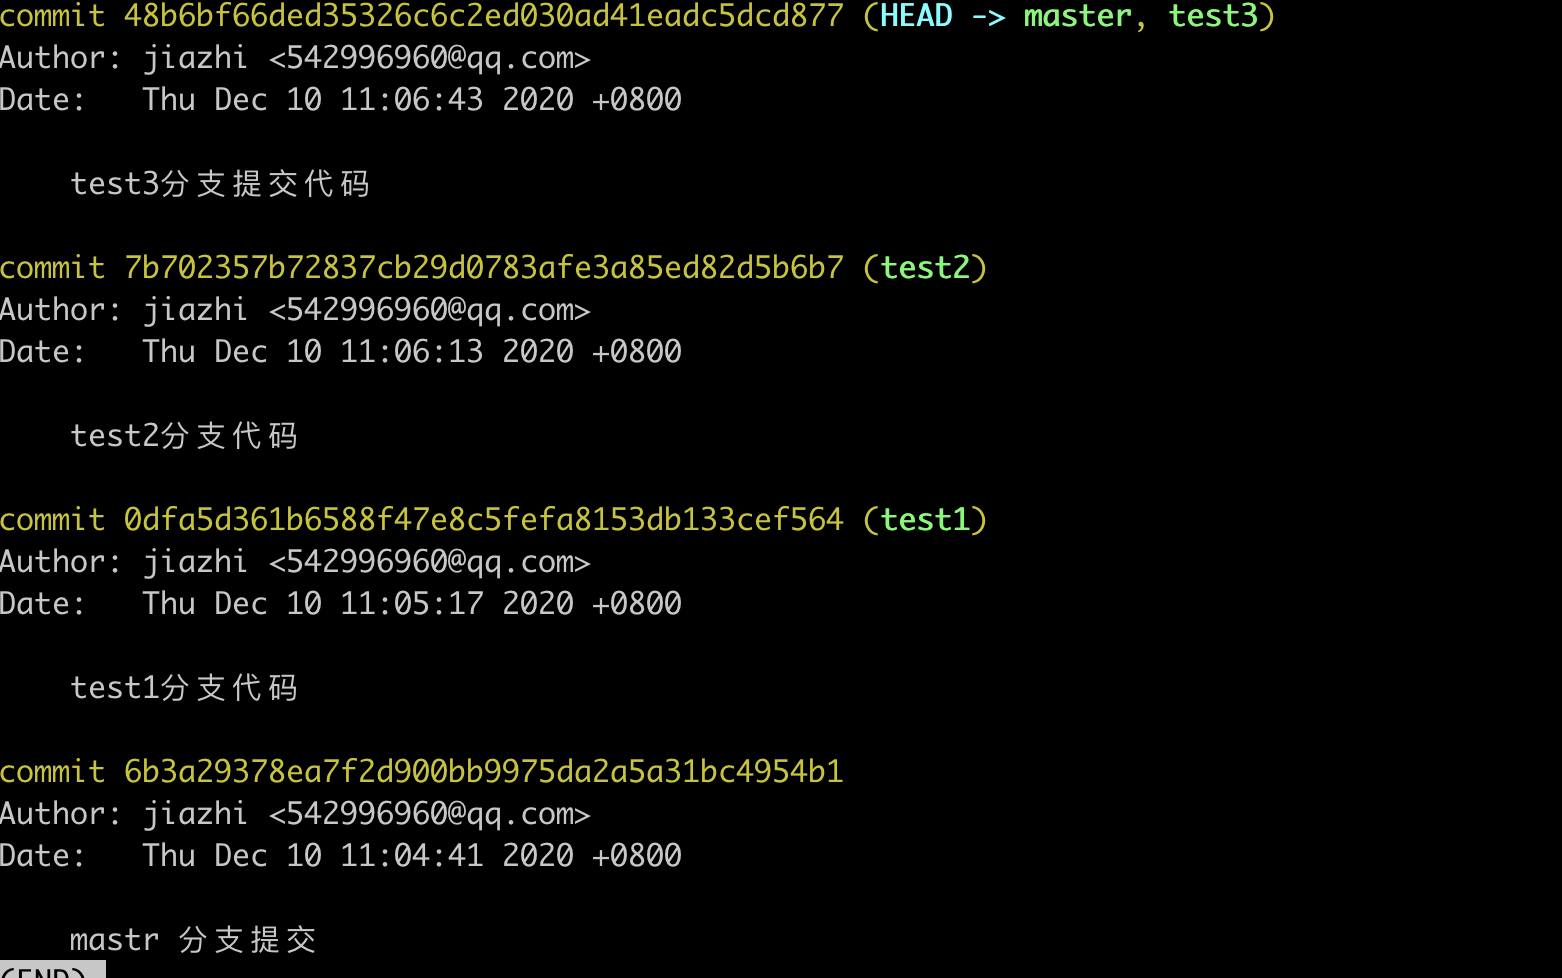 commit 48b6bf66ded35326c6c2ed030ad41eadc5dcd877 (HEAD -> master, test3)
Author: jiazhi <542996960@qq.com>
Date:   Thu Dec 10 11:06:43 2020 +0800
test3分支提交代码
commit 7b702357b72837cb29d0783afe3a85ed82d5b6b7 (test2)
Author: jiazhi <542996960@qq.com>
Date:   Thu Dec 10 11:06:13 2020 +0800
test2分支代码
commit 0dfa5d361b6588f47e8c5fefa8153db133cef564 (test1)
Author: jiazhi <542996960@qq.com>
Date:   Thu Dec 10 11:05:17 2020 +0800
test1分支代码
commit 6b3a29378ea7f2d900bb9975da2a5a31bc4954b1
Author: jiazhi <542996960@qq.com>
Date:   Thu Dec 10 11:04:41 2020 +0800
mastr 分支提交
(END)